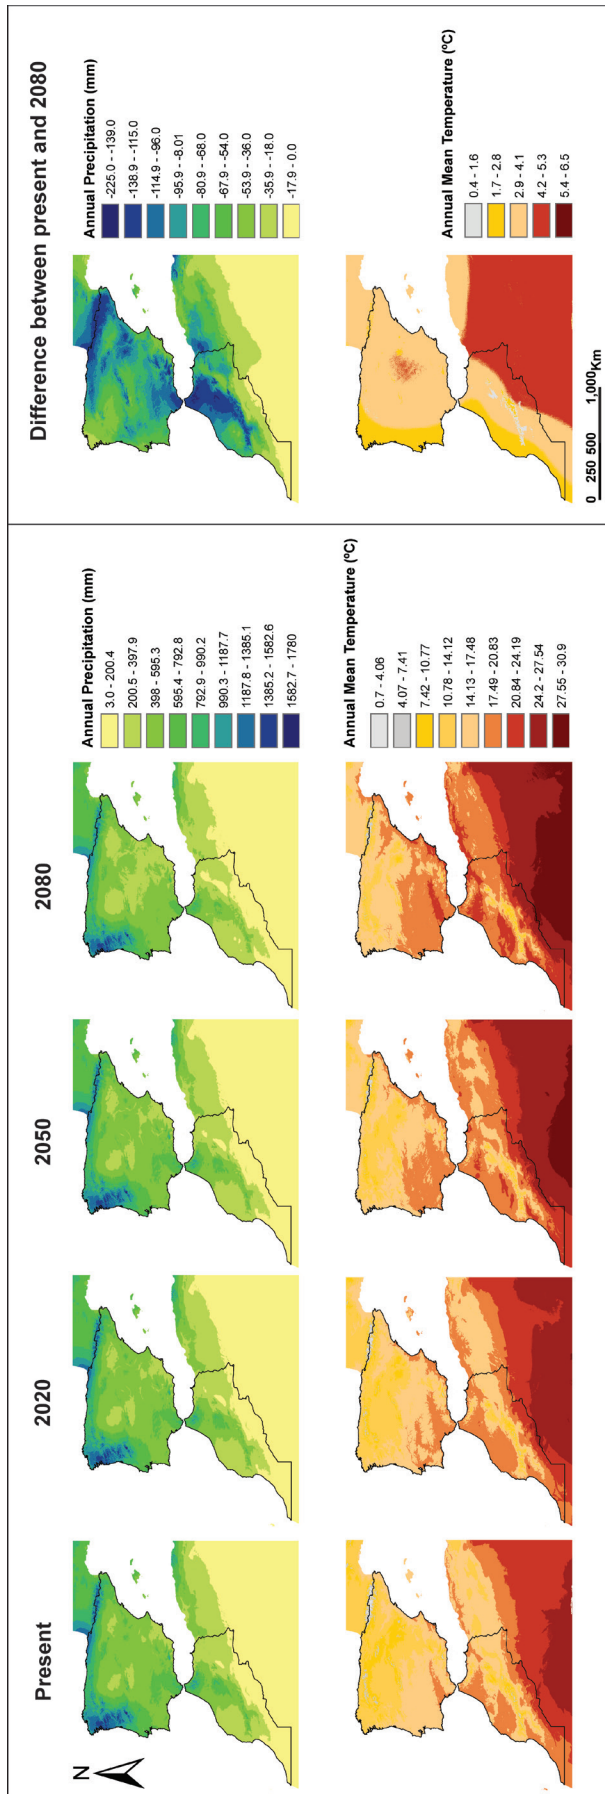 Present
2020
2050
2080
Difference between present and 2080
N
Annual Precipitation (mm)
3.0 - 200.4
200.5 - 397.9
398 - 595.3
595.4 - 792.8
792.9 - 990.2
990.3 - 1187.7
1187.8 - 1385.1
1385.2 - 1582.6
1582.7 - 1780
Annual Precipitation (mm)
-225.0 - -139.0
-138.9 - -115.0
-114.9 - -96.0
-95.9 - -8.01
-80.9 - -68.0
-67.9 - -54.0
-53.9 - -36.0
-35.9 - -18.0
-17.9 - 0.0
Annual Mean Temperature (ºC)
0.7 - 4.06
4.07 - 7.41
7.42 - 10.77
10.78 - 14.12
14.13 - 17.48
17.49 - 20.83
20.84 - 24.19
24.2 - 27.54
27.55 - 30.9
Annual Mean Temperature (ºC)
0.4 - 1.6
1.7 - 2.8
2.9 - 4.1
4.2 - 5.3
5.4 - 6.5
0 250 500 1,000 Km